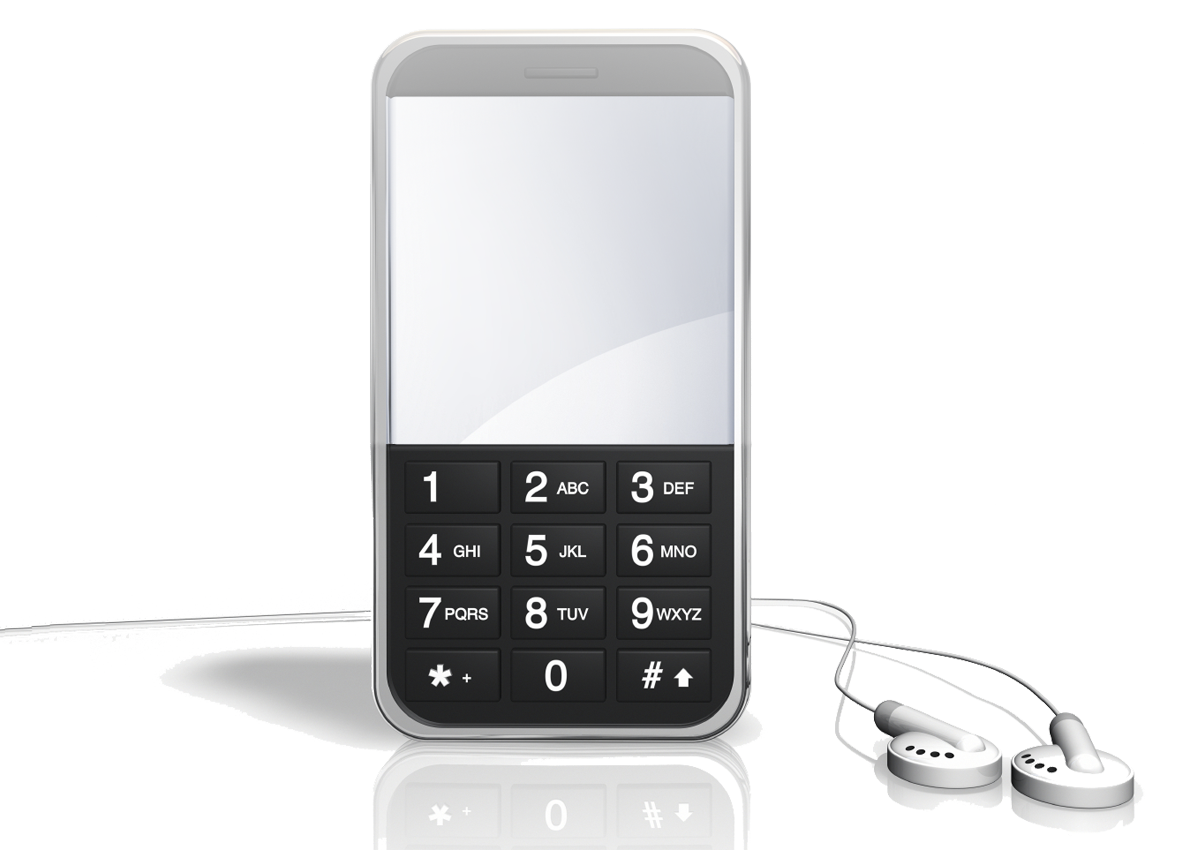 1 2 ABC 3 DEF
4 GHI 5 JKL 6 MNO
7 PQRS 8 TUV 9 WXYZ
* + 0 # ⬆